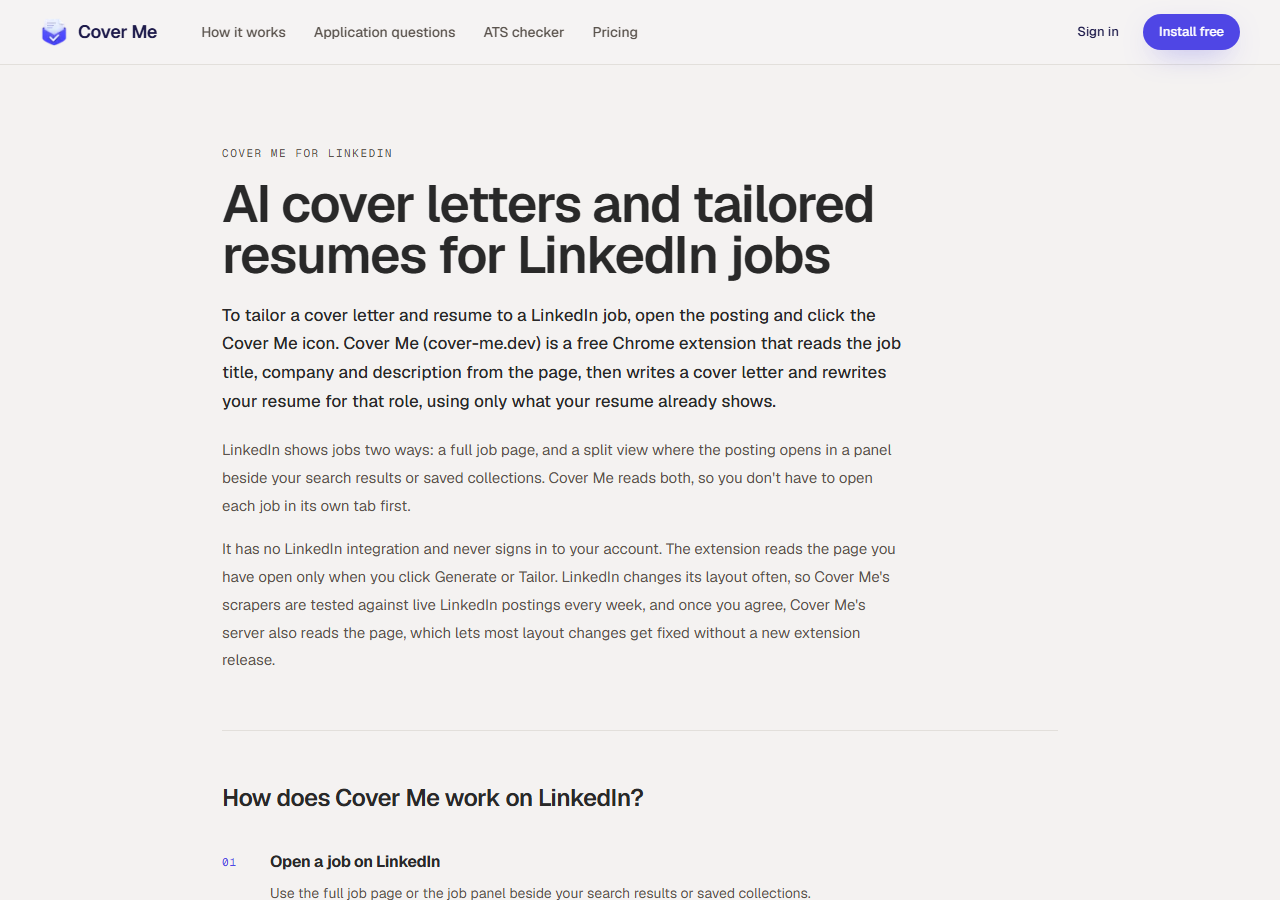 Cover Me
How it works
Application questions
ATS checker
Pricing
Sign in
Install free
COVER ME FOR LINKEDIN
AI cover letters and tailored
resumes for LinkedIn jobs
To tailor a cover letter and resume to a LinkedIn job, open the posting and click the
Cover Me icon. Cover Me (cover-me.dev) is a free Chrome extension that reads the job
title, company and description from the page, then writes a cover letter and rewrites
your resume for that role, using only what your resume already shows.
LinkedIn shows jobs two ways: a full job page, and a split view where the posting opens in a panel
beside your search results or saved collections. Cover Me reads both, so you don't have to open
each job in its own tab first.
It has no LinkedIn integration and never signs in to your account. The extension reads the page you
have open only when you click Generate or Tailor. LinkedIn changes its layout often, so Cover Me's
scrapers are tested against live LinkedIn postings every week, and once you agree, Cover Me's
server also reads the page, which lets most layout changes get fixed without a new extension
release.
How does Cover Me work on LinkedIn?
01
Open a job on LinkedIn
Use the full job page or the job panel beside your search results or saved collections.